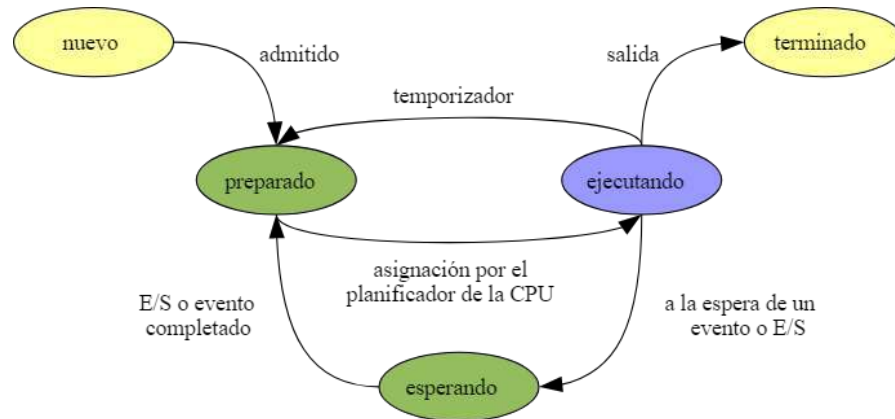 nuevo
terminado
admitido
salida
temporizador
preparado
ejecutando
asignación por el
planificador de la CPU
E/S o evento
completado
a la espera de un
evento o E/S
esperando